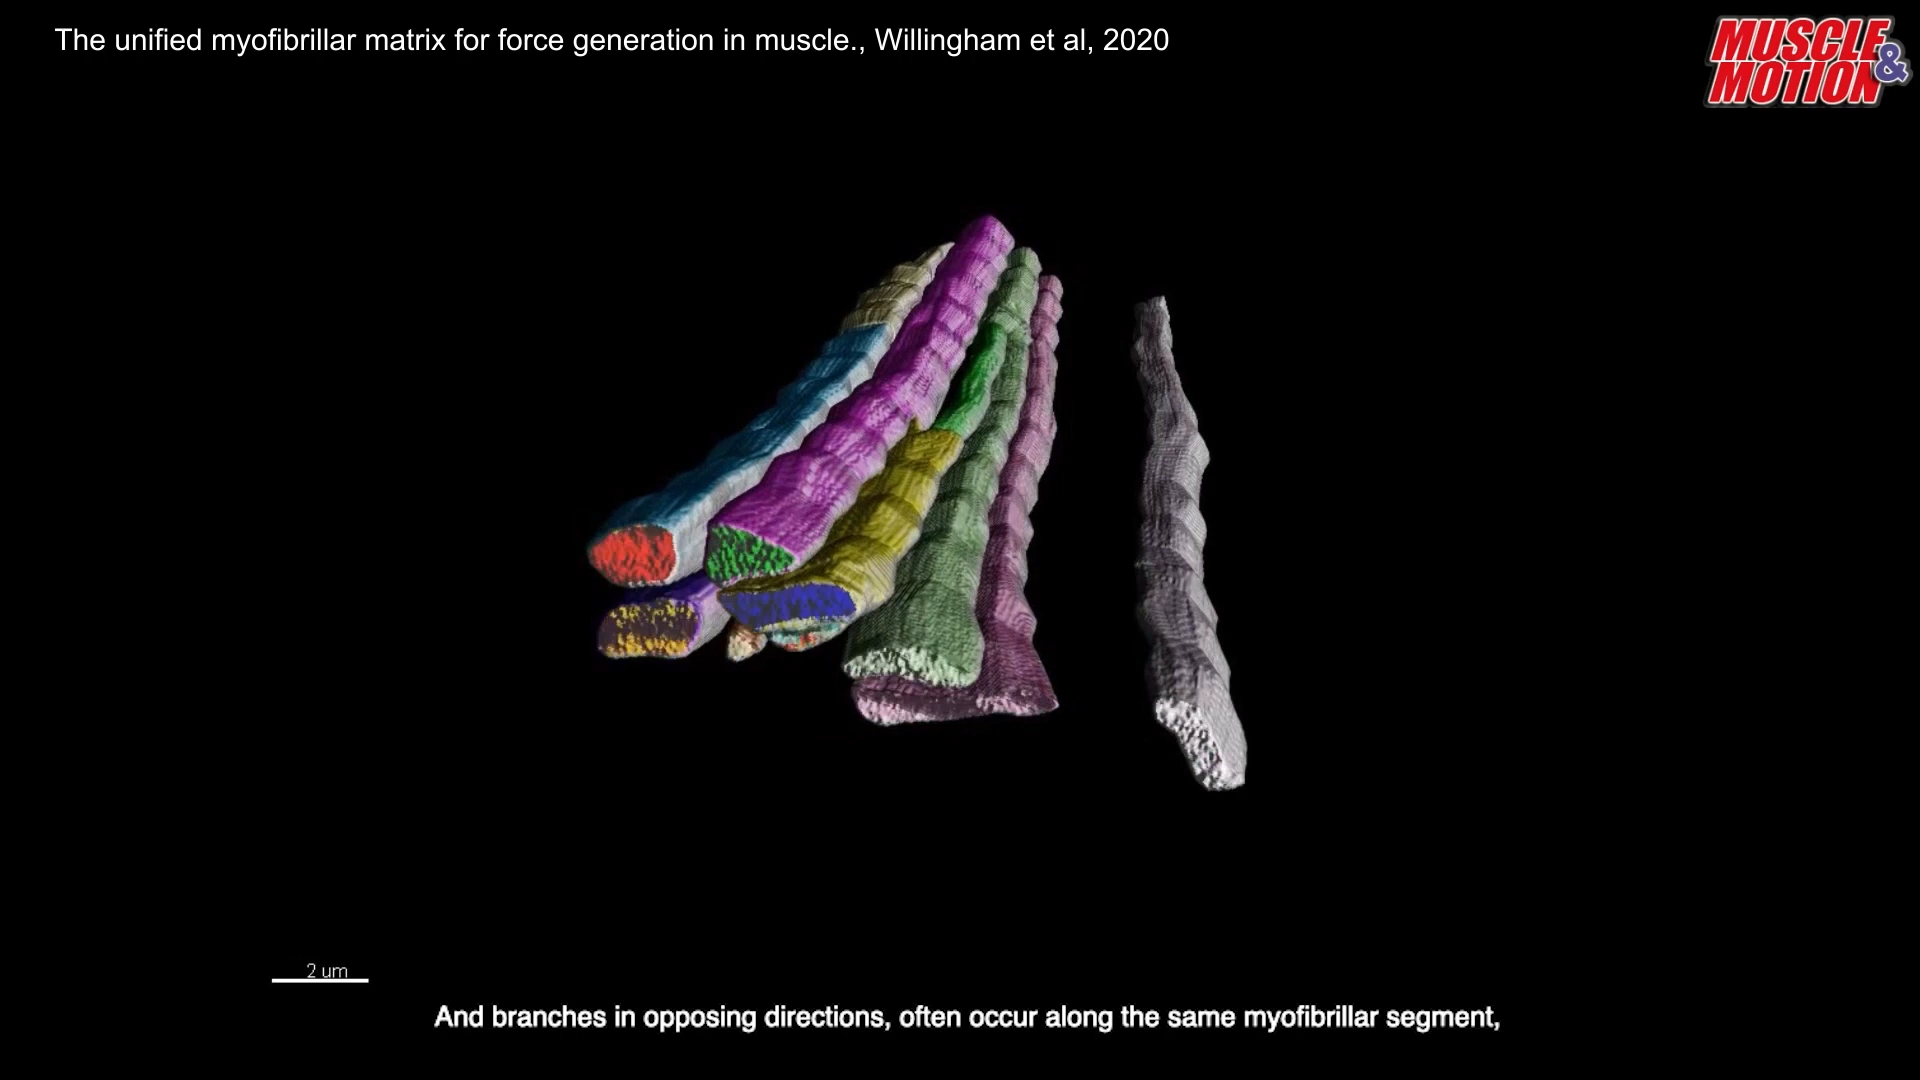 The unified myofibrillar matrix for force generation in muscle., Willingham et al, 2020
MUSCLE &
MOTION
2 um
And branches in opposing directions, often occur along the same myofibrillar segment,